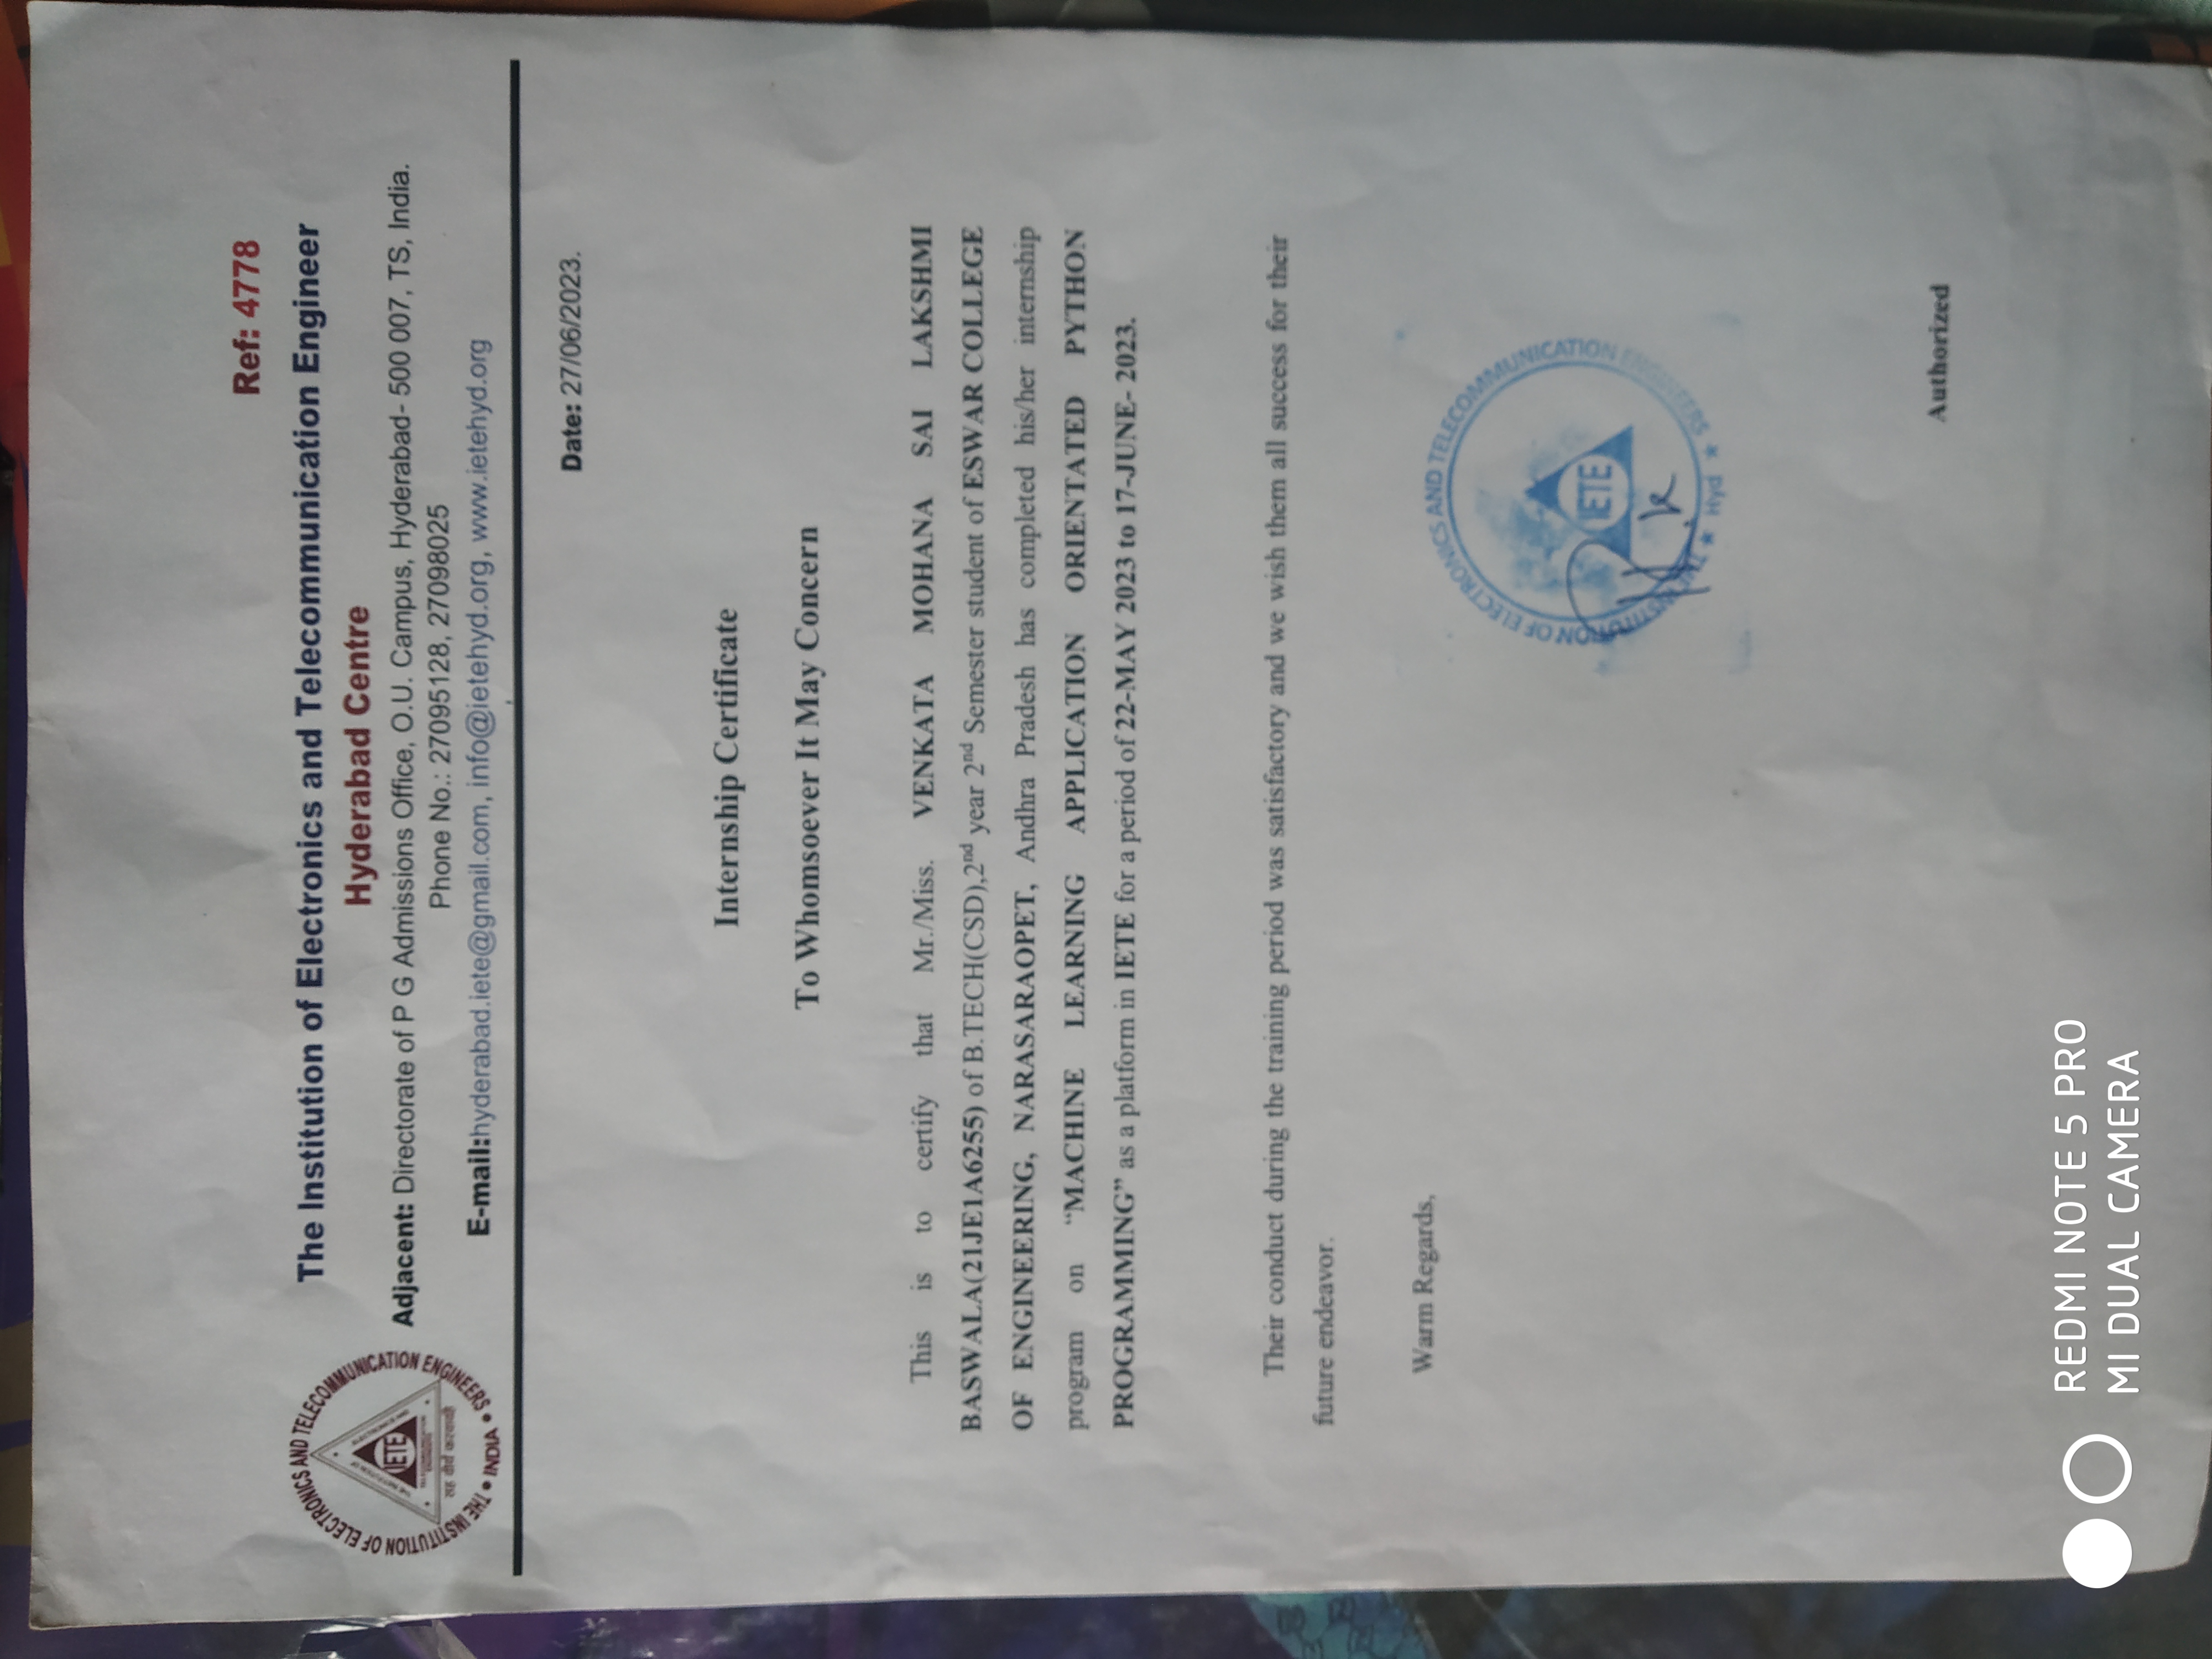 Ref: 4778
THE INSTITUTION OF ELECTRONICS AND TELECOMMUNICATION ENGINEERS • INDIA •
IETE
The Institution of Electronics and Telecommunication Engineer
Hyderabad Centre
Adjacent: Directorate of P G Admissions Office, O.U. Campus, Hyderabad- 500 007, TS, India.
Phone No.: 27095128, 27098025
E-mail:hyderabad.iete@gmail.com, info@ietehyd.org, www.ietehyd.org
Date: 27/06/2023.
Internship Certificate
To Whomsoever It May Concern
This is to certify that Mr./Miss. VENKATA MOHANA SAI LAKSHMI
BASWALA(21JE1A6255) of B.TECH(CSD),2nd year 2nd Semester student of ESWAR COLLEGE
OF ENGINEERING, NARASARAOPET, Andhra Pradesh has completed his/her internship
program on “MACHINE LEARNING APPLICATION ORIENTATED PYTHON
PROGRAMMING” as a platform in IETE for a period of 22-MAY 2023 to 17-JUNE- 2023.
Their conduct during the training period was satisfactory and we wish them all success for their
future endeavor.
Warm Regards,
THE INSTITUTION OF ELECTRONICS AND TELECOMMUNICATION ENGINEERS ★ Hyd ★
IETE
Authorized
REDMI NOTE 5 PRO
MI DUAL CAMERA